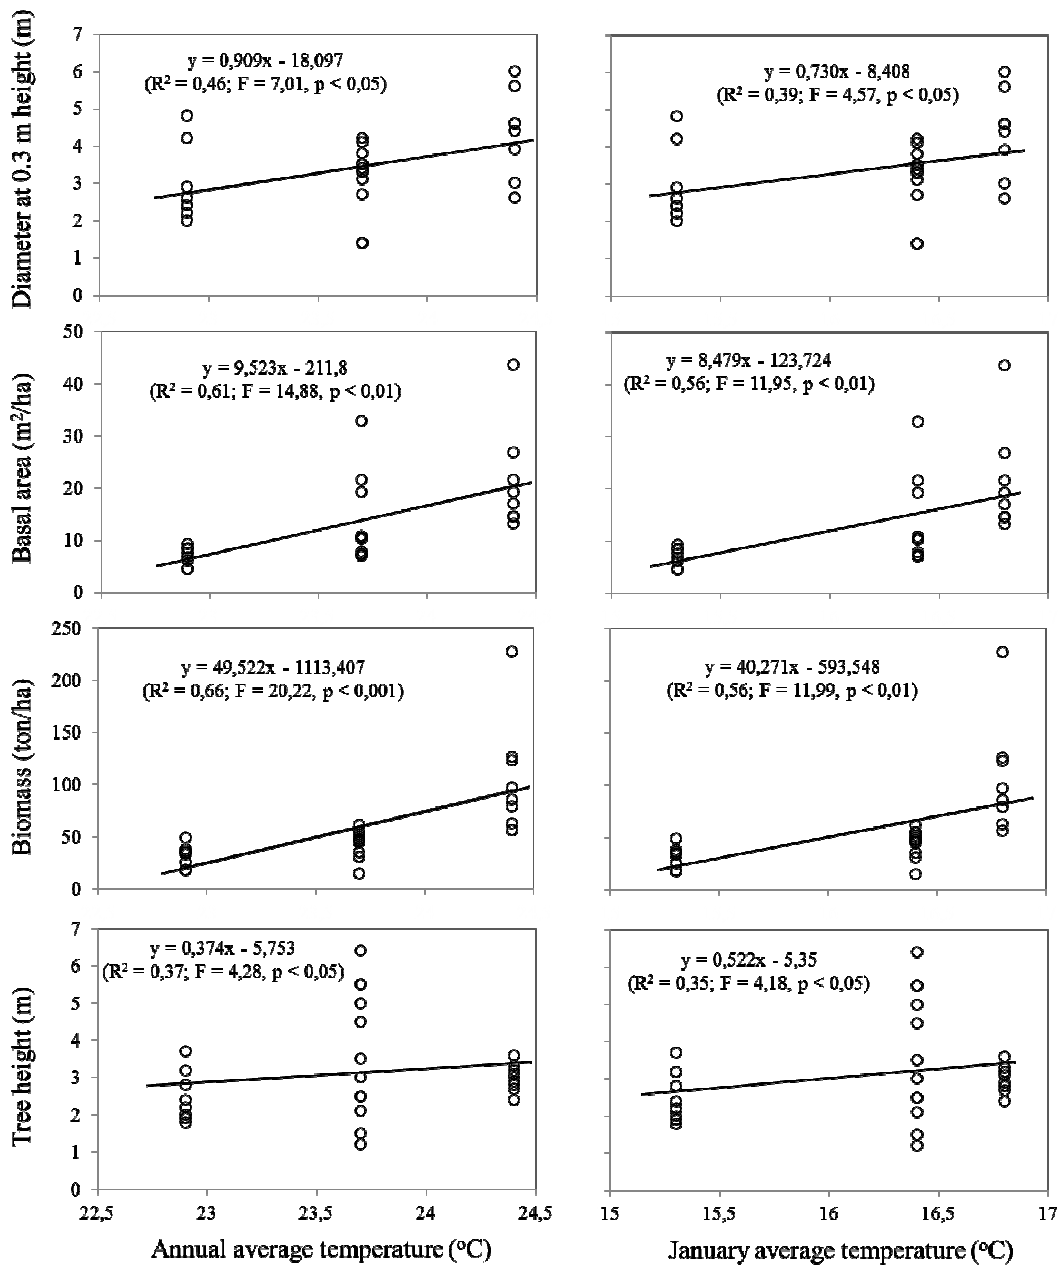 Diameter at 0.3 m height (m)
7
6
5
4
3
2
1
0
y = 0,909x - 18,097
(R² = 0,46; F = 7,01, p < 0,05)
23
23,5
24
24,5
y = 0,730x - 8,408
(R² = 0,39; F = 4,57, p < 0,05)
Basal area (m²/ha)
50
40
30
20
10
0
y = 9,523x - 211,8
(R² = 0,61; F = 14,88, p < 0,01)
y = 8,479x - 123,724
(R² = 0,56; F = 11,95, p < 0,01)
Biomass (ton/ha)
250
200
150
100
50
0
y = 49,522x - 1113,407
(R² = 0,66; F = 20,22, p < 0,001)
y = 40,271x - 593,548
(R² = 0,56; F = 11,99, p < 0,01)
Tree height (m)
7
6
5
4
3
2
1
0
y = 0,374x - 5,753
(R² = 0,37; F = 4,28, p < 0,05)
22,5 23 23,5 24 24,5
Annual average temperature (°C)
y = 0,522x - 5,35
(R² = 0,35; F = 4,18, p < 0,05)
15 15,5 16 16,5 17
January average temperature (°C)